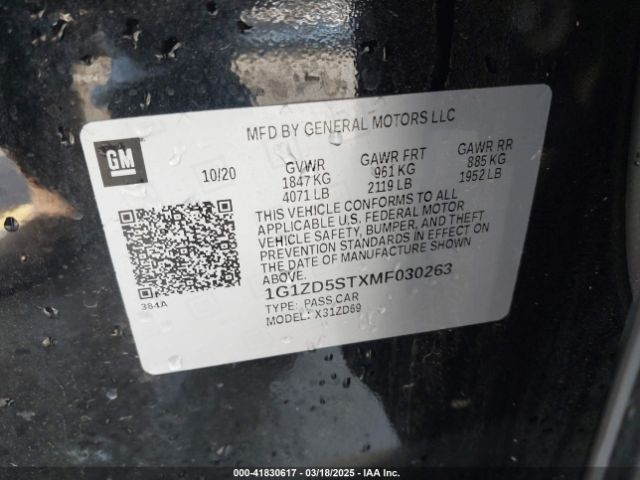 MFD BY GENERAL MOTORS LLC
GM
10/20 GVWR GAWR FRT GAWR RR
1847 KG 961 KG 885 KG
4071 LB 2119 LB 1952 LB
THIS VEHICLE CONFORMS TO ALL
APPLICABLE U.S. FEDERAL MOTOR
VEHICLE SAFETY, BUMPER, AND THEFT
PREVENTION STANDARDS IN EFFECT ON
THE DATE OF MANUFACTURE SHOWN
ABOVE.
384A
1G1ZD5STXMF030263
TYPE: PASS CAR
MODEL: X31ZD69
000-41830617 - 03/18/2025 - IAA Inc.